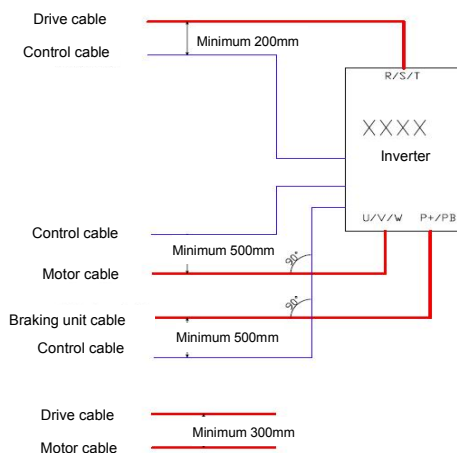 Drive cable
Minimum 200mm
Control cable
R/S/T
XXXX
Inverter
U/V/W P+/PB
Control cable
Minimum 500mm
90°
Motor cable
90°
Braking unit cable
Minimum 500mm
Control cable
Drive cable
Minimum 300mm
Motor cable